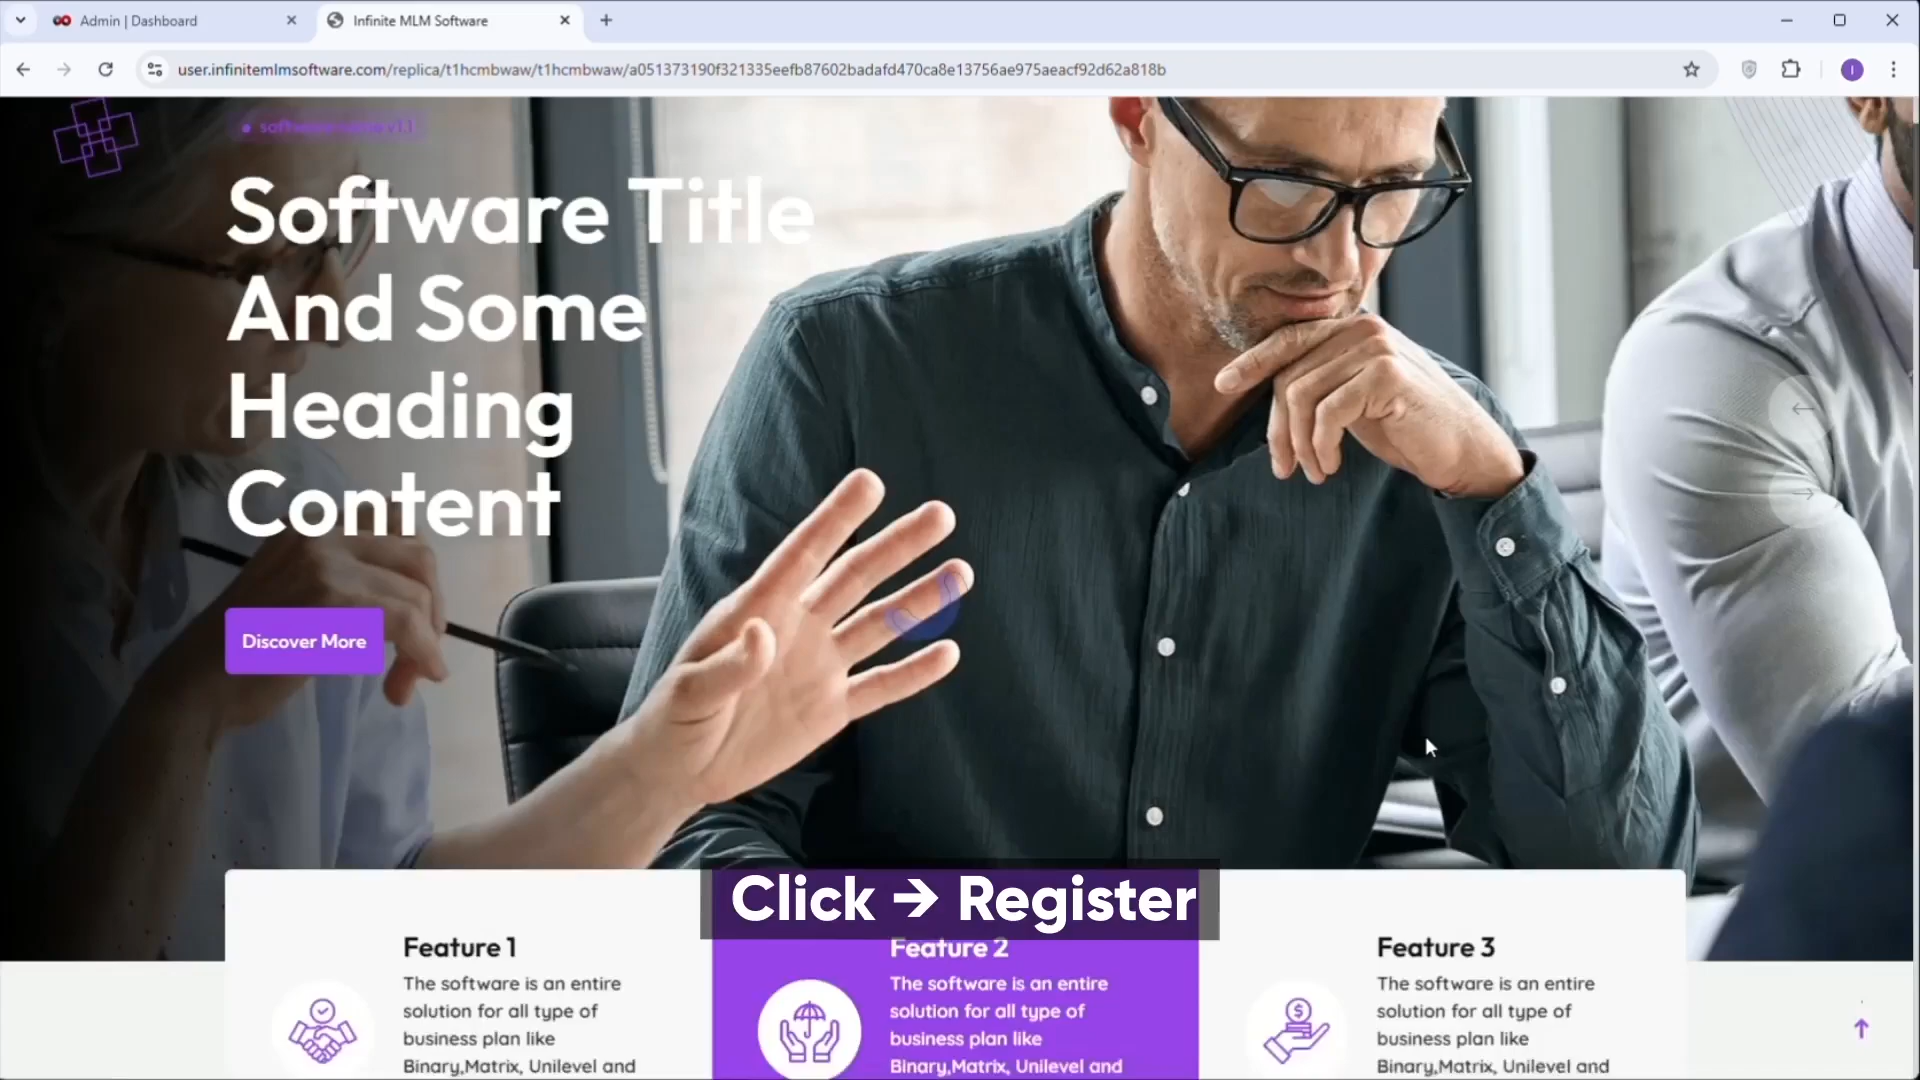 Admin | Dashboard
Infinite MLM Software
user.infinitemlmsoftware.com/replica/t1hcmbwaw/t1hcmbwaw/a051373190f321335eefb87602badafd470ca8e13756ae975aeacf92d62a818b
I
v1.1
Software Title
And Some
Heading
Content
Discover More
Click → Register
Feature 1
The software is an entire
solution for all type of
business plan like
Binary,Matrix, Unilevel and
Feature 2
The software is an entire
solution for all type of
business plan like
Binary,Matrix, Unilevel and
Feature 3
The software is an entire
solution for all type of
business plan like
Binary,Matrix, Unilevel and